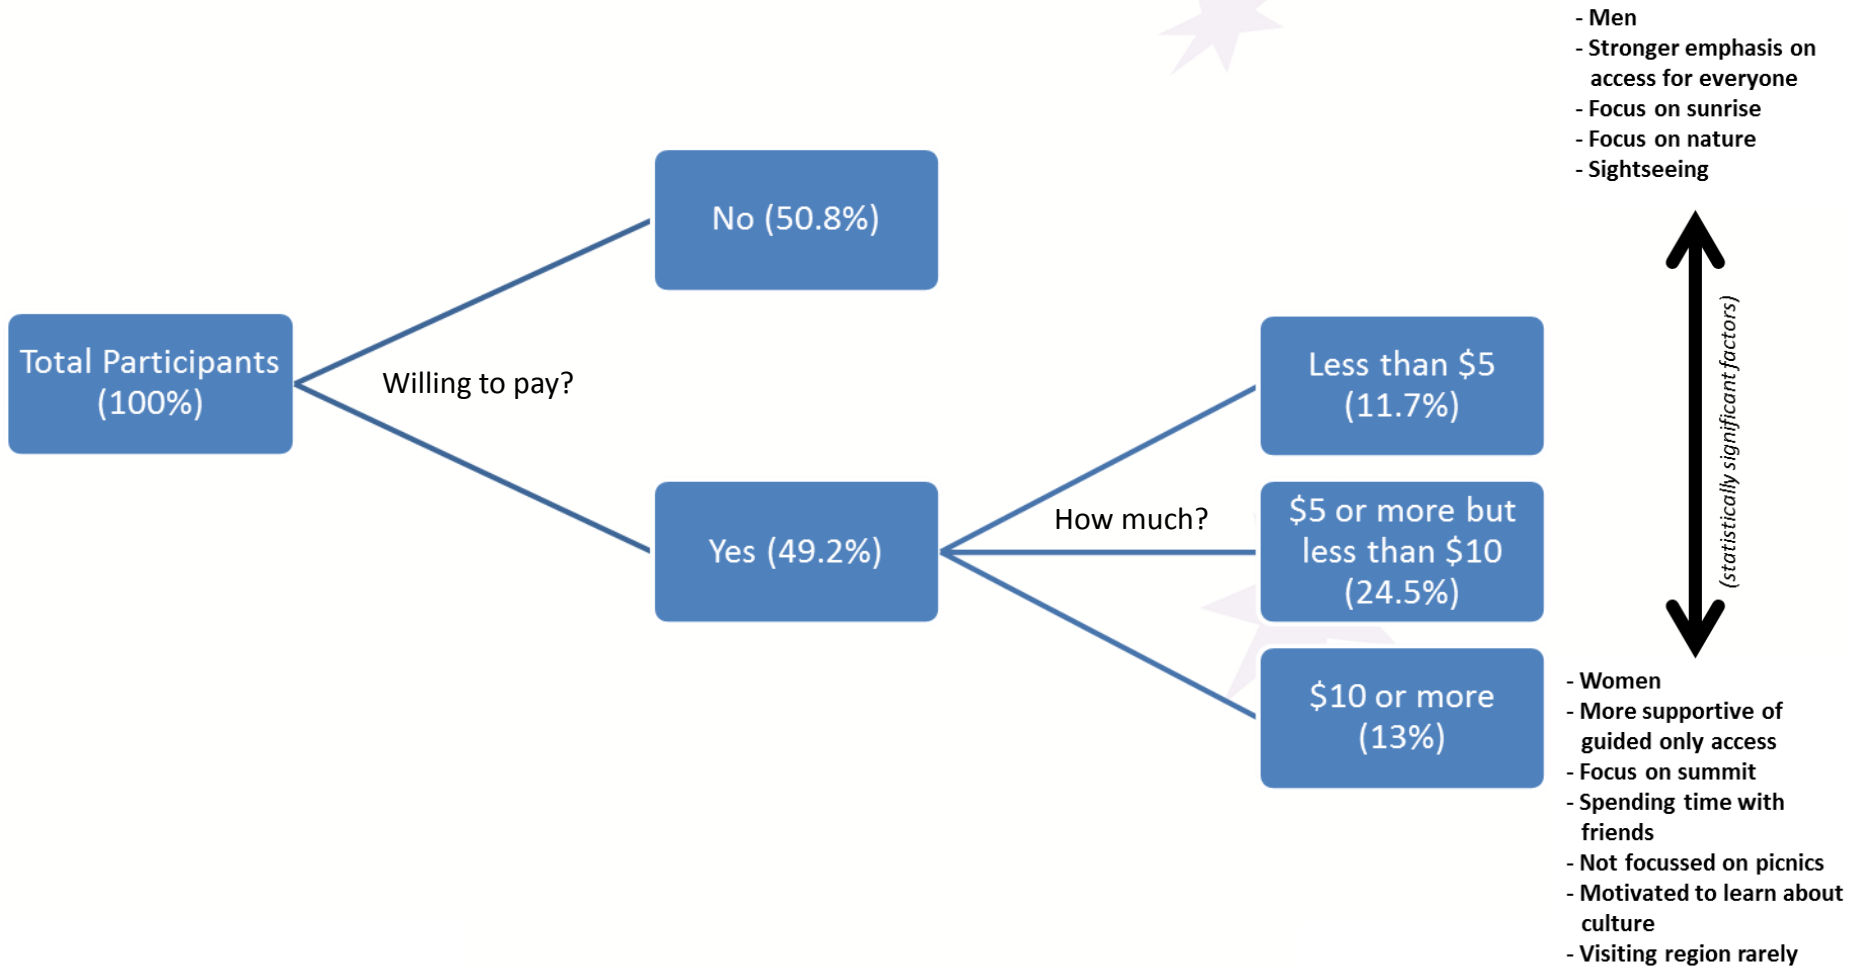 Total Participants
(100%)
Willing to pay?
No (50.8%)
Yes (49.2%)
How much?
Less than $5
(11.7%)
$5 or more but
less than $10
(24.5%)
$10 or more
(13%)
- Men
- Stronger emphasis on
access for everyone
- Focus on sunrise
- Focus on nature
- Sightseeing
(statistically significant factors)
- Women
- More supportive of
guided only access
- Focus on summit
- Spending time with
friends
- Not focussed on picnics
- Motivated to learn about
culture
- Visiting region rarely